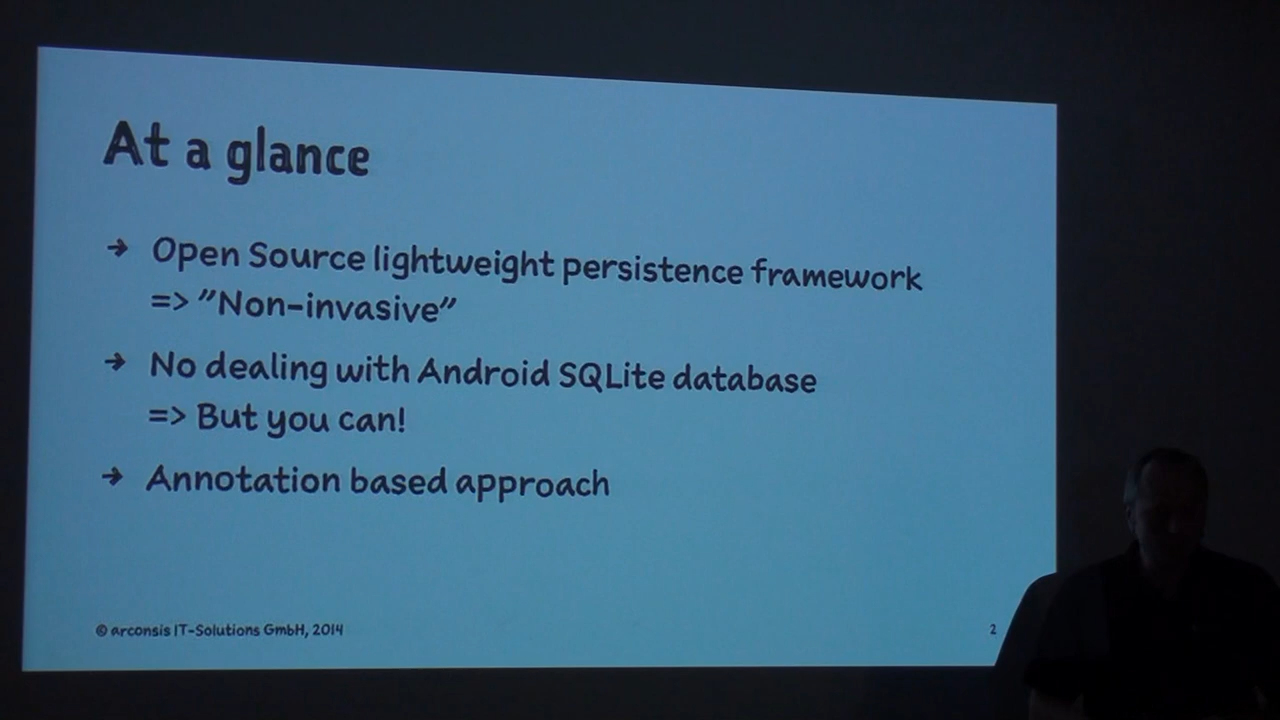 At a glance
→ Open Source lightweight persistence framework
=> "Non-invasive"
→ No dealing with Android SQLite database
=> But you can!
→ Annotation based approach
© arconsis IT-Solutions GmbH, 2014
2